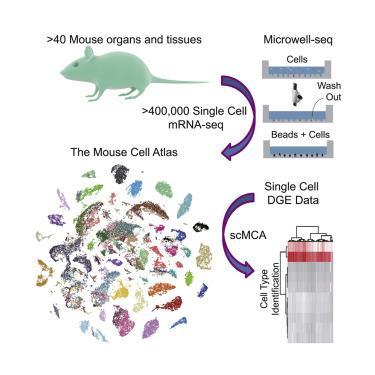 >40 Mouse organs and tissues
Microwell-seq
Cells
Wash
Out
>400,000 Single Cell
mRNA-seq
Beads + Cells
The Mouse Cell Atlas
Single Cell
DGE Data
scMCA
Cell Type
Identification